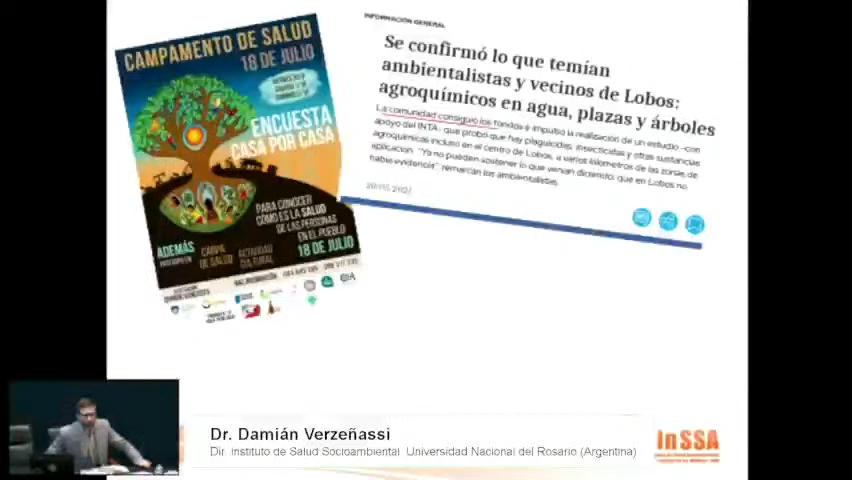 CAMPAMENTO DE SALUD
18 DE JULIO
ENCUESTA
CASA POR CASA
PARA CONOCER
CÓMO ES LA SALUD
DE LAS PERSONAS
EN EL PUEBLO
18 DE JULIO
ADEMÁS
INFORMACIÓN GENERAL
Se confirmó lo que temían
ambientalistas y vecinos de Lobos:
agroquímicos en agua, plazas y árboles
La comunidad consiguió los fondos e impulsó la realización de un estudio -con
apoyo del INTA- que probó que hay plaguicidas, insecticidas y otras sustancias
agroquímicas incluso en el centro de Lobos, a varios kilómetros de las zonas de
aplicación. "Ya no pueden sostener lo que venían diciendo: que en Lobos no
había evidencia" remarcan los ambientalistas.
Dr. Damián Verzeñassi
Dir. Instituto de Salud Socioambiental Universidad Nacional del Rosario (Argentina)
InSSA